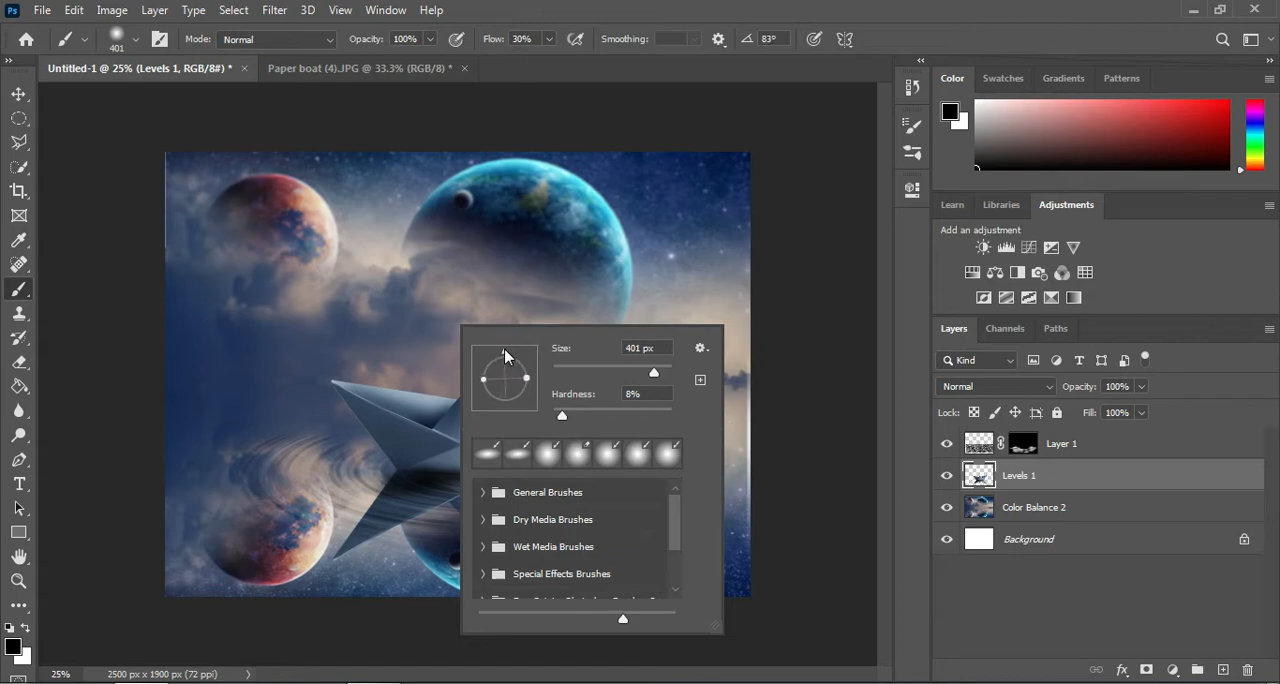 Ps File Edit Image Layer Type Select Filter 3D View Window Help
401 Mode: Normal Opacity: 100% Flow: 30% Smoothing: 83°
Untitled-1 @ 25% (Levels 1, RGB/8#) * × Paper boat (4).JPG @ 33.3% (RGB/8) * ×
Color Swatches Gradients Patterns
Learn Libraries Adjustments
Add an adjustment
Layers Channels Paths
Kind
Normal Opacity: 100%
Lock: Fill: 100%
Layer 1
Levels 1
Color Balance 2
Background
Size: 401 px
Hardness: 8%
General Brushes
Dry Media Brushes
Wet Media Brushes
Special Effects Brushes
25% 2500 px x 1900 px (72 ppi)